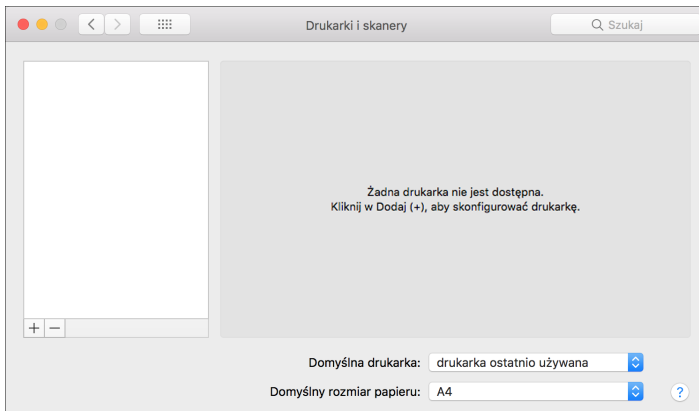 Drukarki i skanery
Szukaj
Żadna drukarka nie jest dostępna.
Kliknij w Dodaj (+), aby skonfigurować drukarkę.
+ −
Domyślna drukarka: drukarka ostatnio używana
Domyślny rozmiar papieru: A4
?